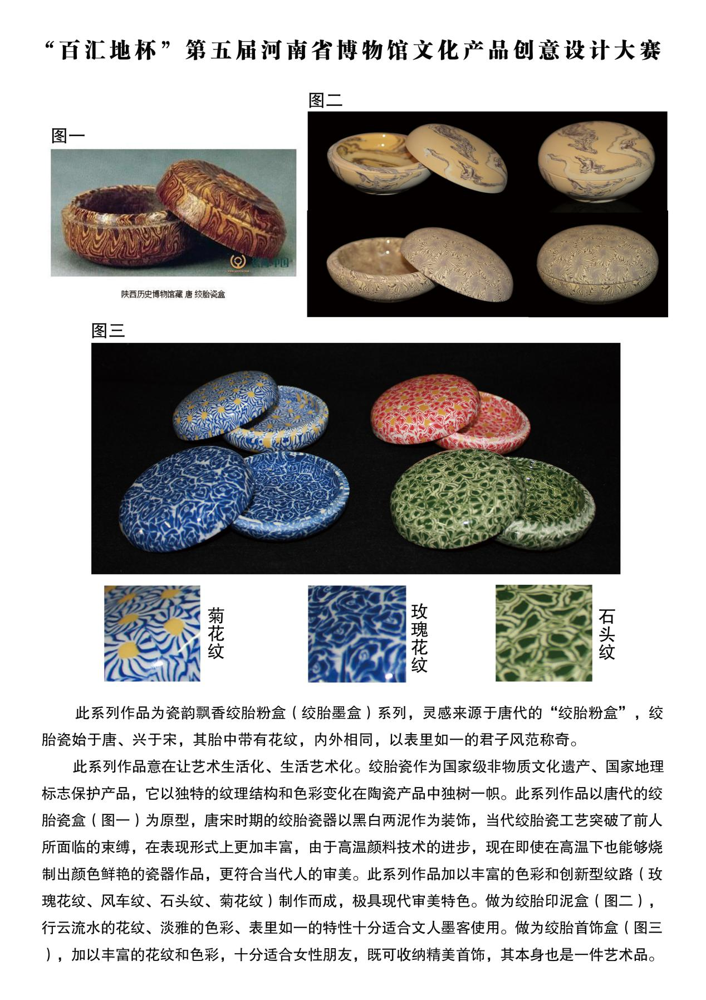 “百汇地杯”第五届河南省博物馆文化产品创意设计大赛
图二
图一
陕西历史博物馆藏 唐 绞胎瓷盒
图三
菊花纹
玫瑰花纹
石头纹
此系列作品为瓷韵飘香绞胎粉盒（绞胎墨盒）系列，灵感来源于唐代的“绞胎粉盒”，绞
胎瓷始于唐、兴于宋，其胎中带有花纹，内外相同，以表里如一的君子风范称奇。
此系列作品意在让艺术生活化、生活艺术化。绞胎瓷作为国家级非物质文化遗产、国家地理
标志保护产品，它以独特的纹理结构和色彩变化在陶瓷产品中独树一帜。此系列作品以唐代的绞
胎瓷盒（图一）为原型，唐宋时期的绞胎瓷器以黑白两泥作为装饰，当代绞胎瓷工艺突破了前人
所面临的束缚，在表现形式上更加丰富，由于高温颜料技术的进步，现在即使在高温下也能够烧
制出颜色鲜艳的瓷器作品，更符合当代人的审美。此系列作品加以丰富的色彩和创新型纹路（玫
瑰花纹、风车纹、石头纹、菊花纹）制作而成，极具现代审美特色。做为绞胎印泥盒（图二），
行云流水的花纹、淡雅的色彩、表里如一的特性十分适合文人墨客使用。做为绞胎首饰盒（图三
），加以丰富的花纹和色彩，十分适合女性朋友，既可收纳精美首饰，其本身也是一件艺术品。